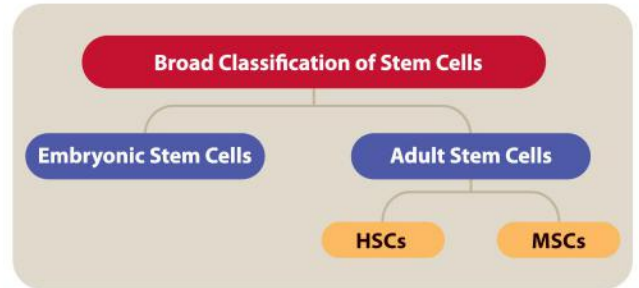 Broad Classification of Stem Cells
Embryonic Stem Cells
Adult Stem Cells
HSCs
MSCs